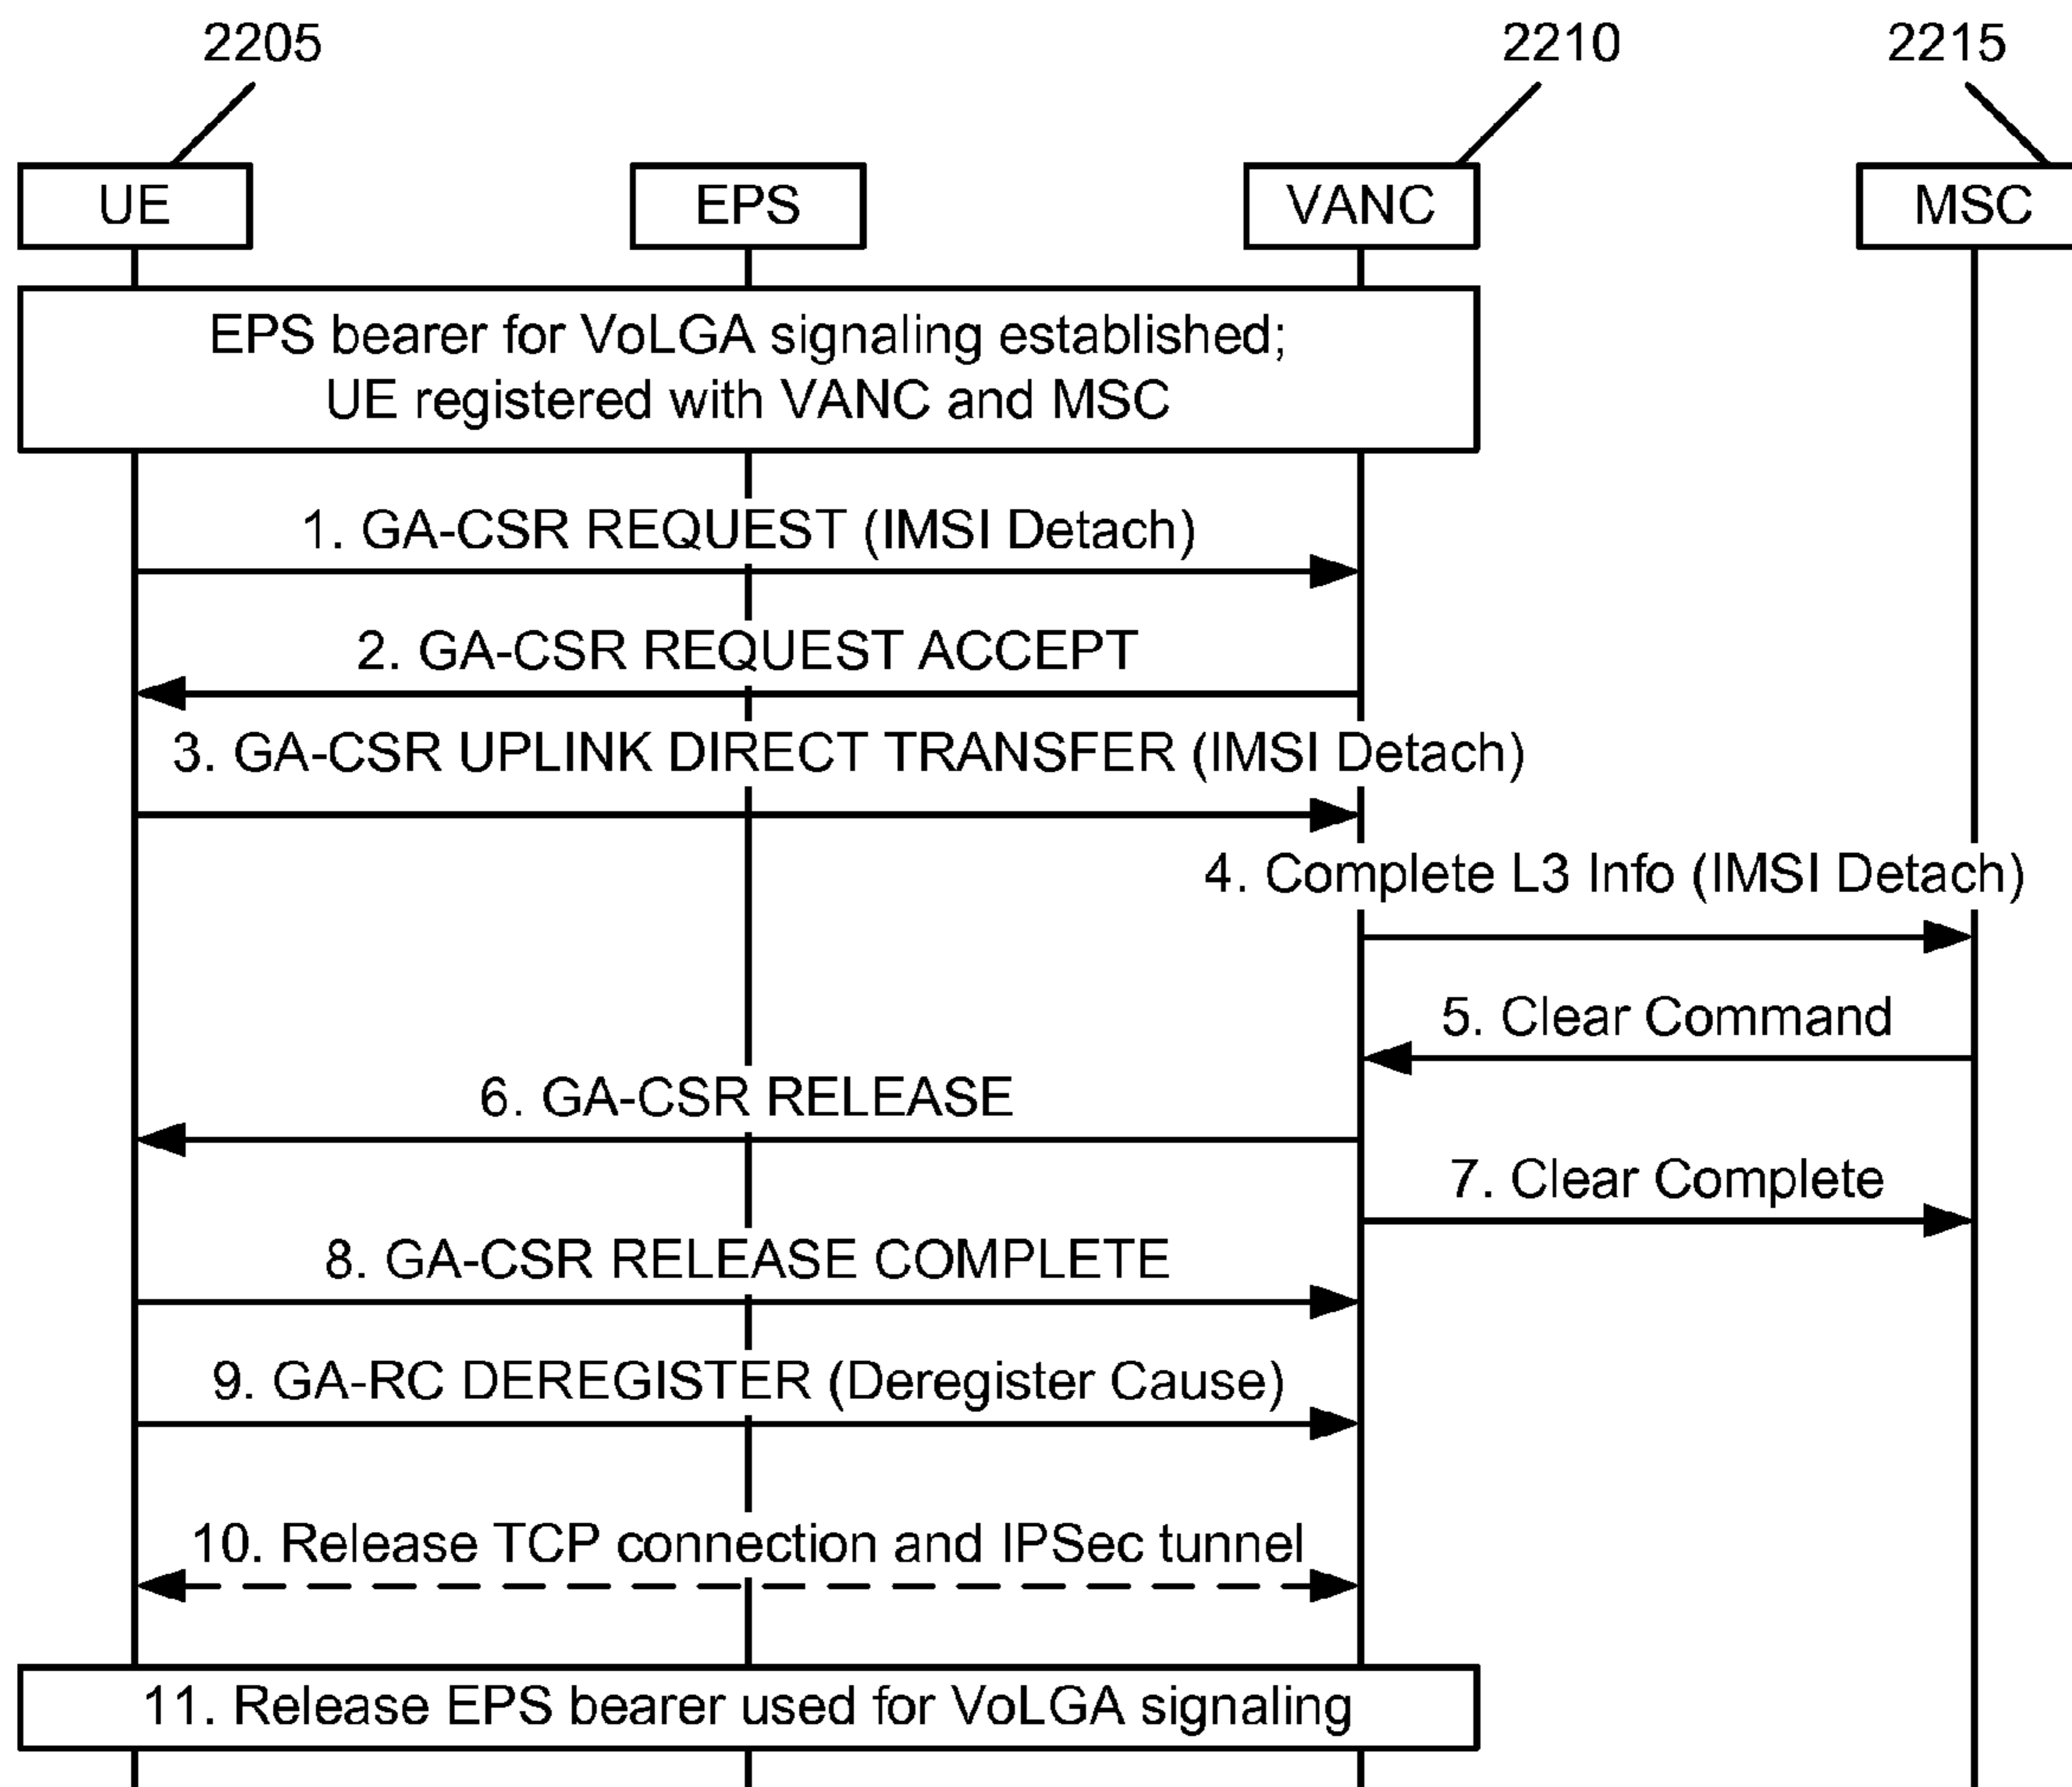 2205
2210
2215
UE
EPS
VANC
MSC
EPS bearer for VoLGA signaling established;
UE registered with VANC and MSC
1. GA-CSR REQUEST (IMSI Detach)
2. GA-CSR REQUEST ACCEPT
3. GA-CSR UPLINK DIRECT TRANSFER (IMSI Detach)
4. Complete L3 Info (IMSI Detach)
5. Clear Command
6. GA-CSR RELEASE
7. Clear Complete
8. GA-CSR RELEASE COMPLETE
9. GA-RC DEREGISTER (Deregister Cause)
10. Release TCP connection and IPSec tunnel
11. Release EPS bearer used for VoLGA signaling